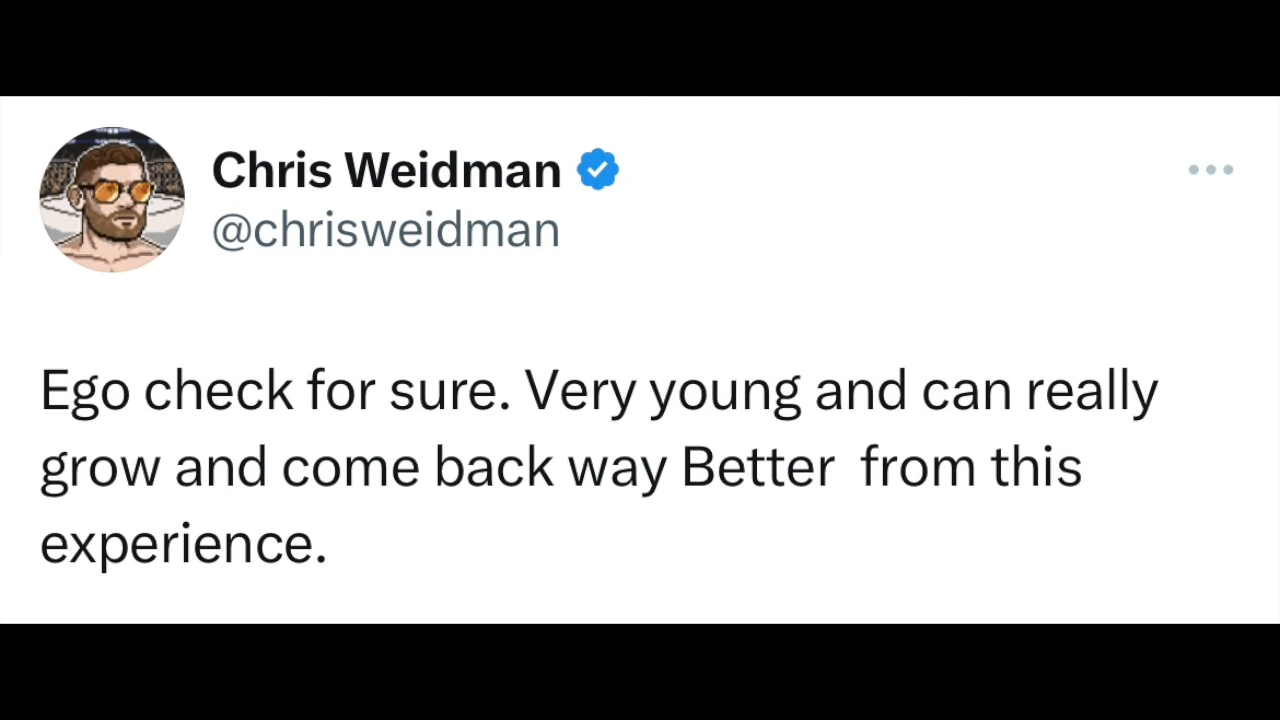 Chris Weidman
@chrisweidman
Ego check for sure. Very young and can really
grow and come back way Better  from this
experience.